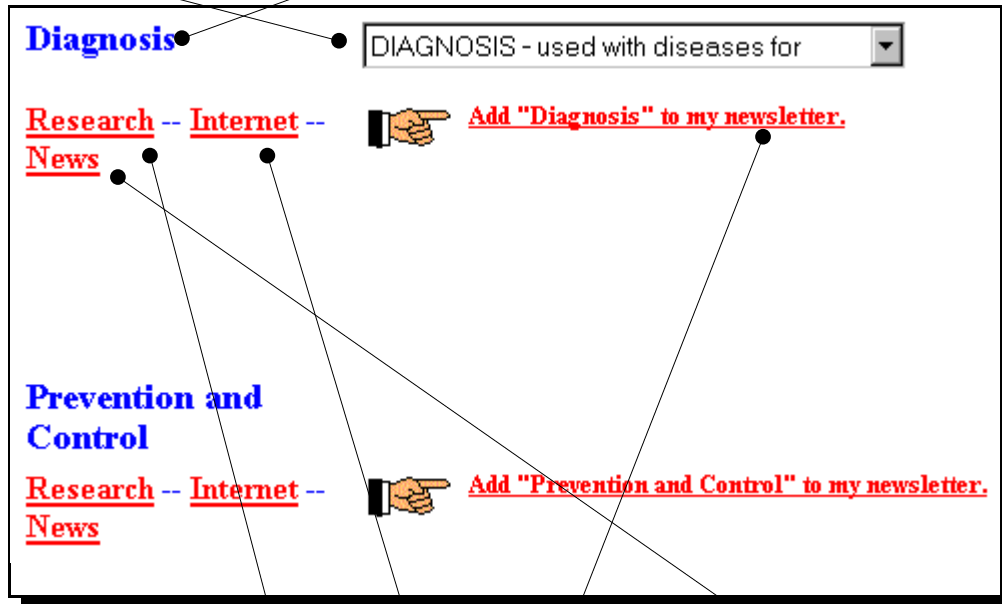 Diagnosis
DIAGNOSIS - used with diseases for
Research -- Internet --
News
Add "Diagnosis" to my newsletter.
Prevention and
Control
Research -- Internet --
News
Add "Prevention and Control" to my newsletter.